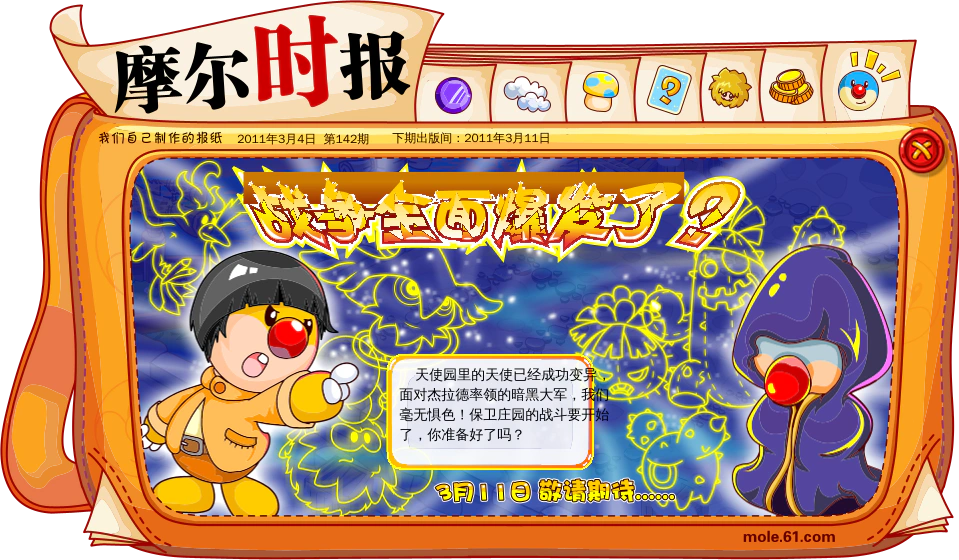 摩尔时报
我们自己制作的报纸 2011年3月4日 第142期 下期出版间：2011年3月11日
战争全面爆发了？
天使园里的天使已经成功变异，
面对杰拉德率领的暗黑大军，我们
毫无惧色！保卫庄园的战斗要开始
了，你准备好了吗？
3月11日 敬请期待......
mole.61.com